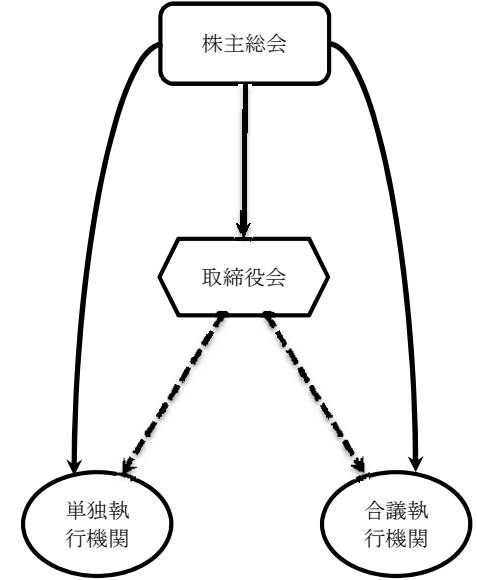 株主総会
取締役会
単独執
行機関
合議執
行機関